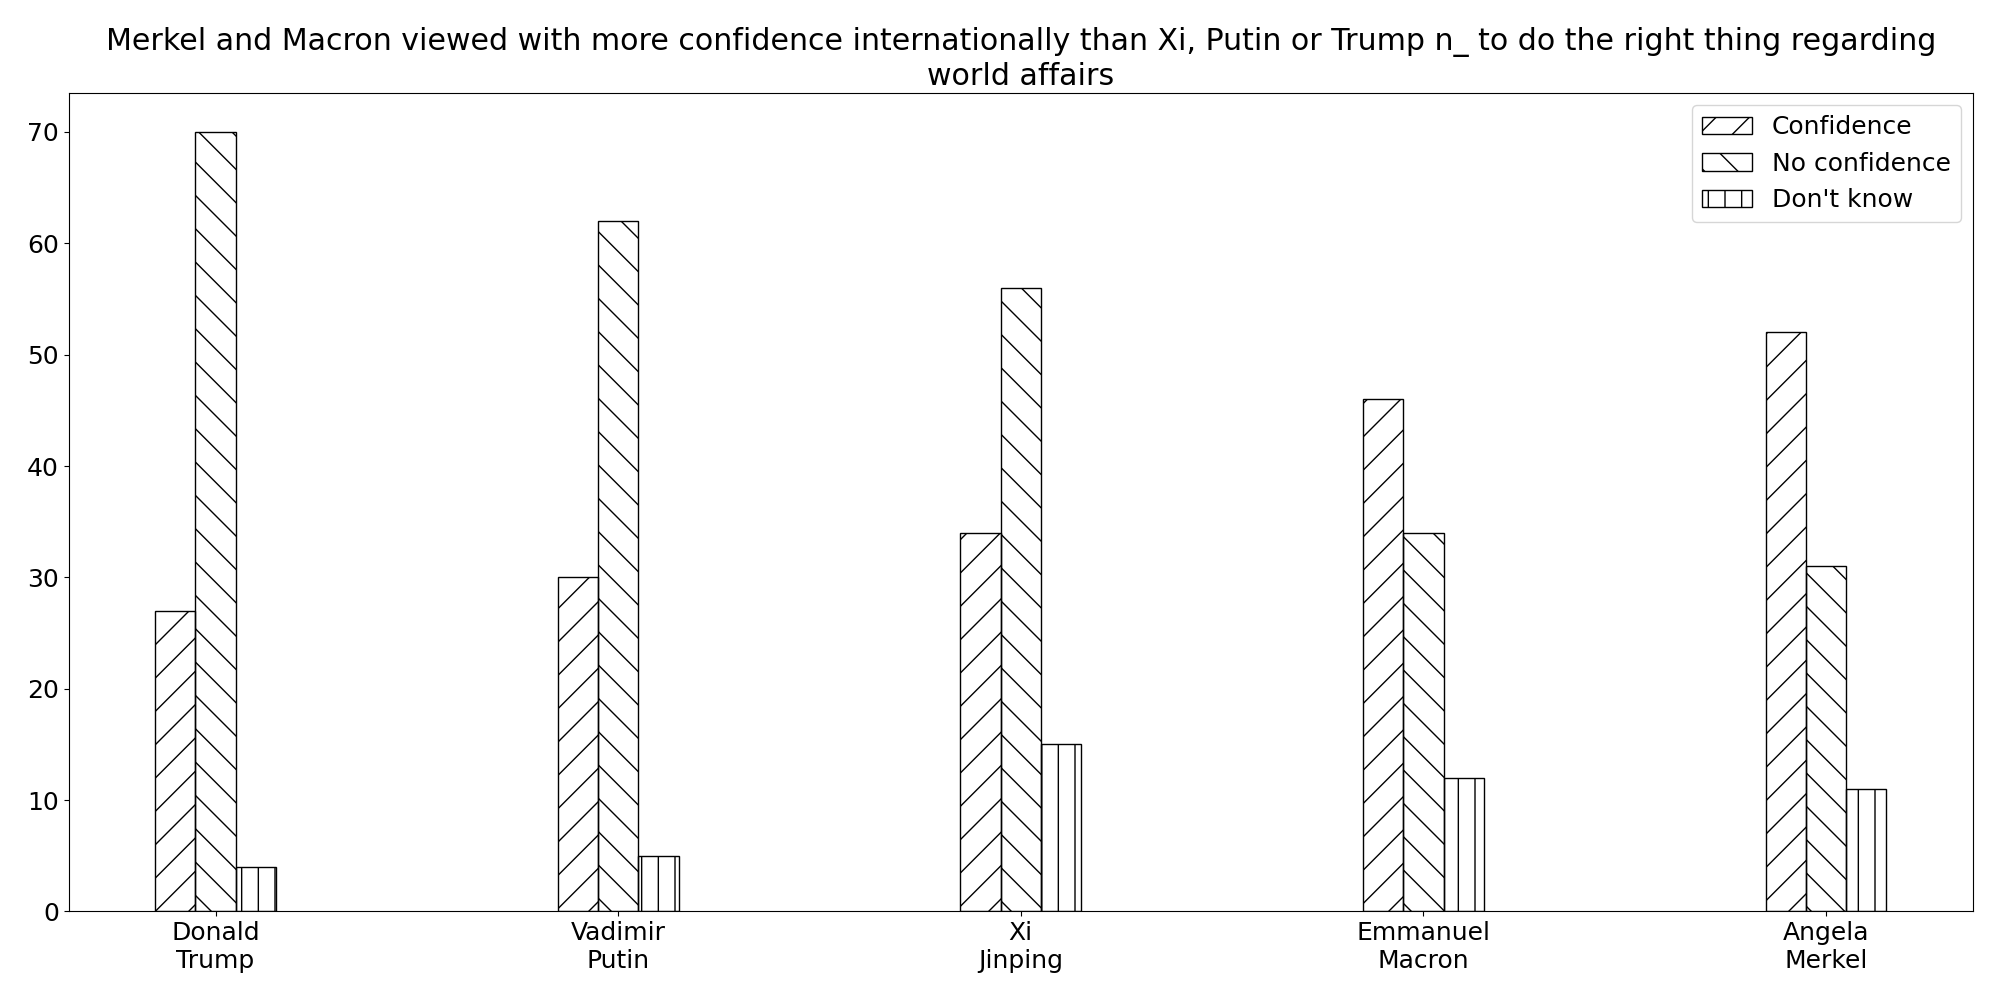 Merkel and Macron viewed with more confidence internationally than Xi, Putin or Trump n_ to do the right thing regarding
world affairs
Confidence
No confidence
Don't know
70
60
50
40
30
20
10
0
Donald
Trump
Vadimir
Putin
Xi
Jinping
Emmanuel
Macron
Angela
Merkel